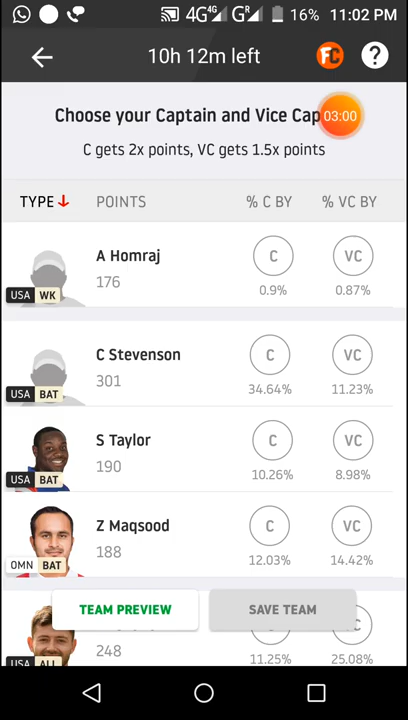 4G 4G G R 16% 11:02 PM
10h 12m left
FC ?
Choose your Captain and Vice Cap
03:00
C gets 2x points, VC gets 1.5x points
TYPE POINTS % C BY % VC BY
A Homraj
176
C VC
0.9% 0.87%
USA WK
C Stevenson
301
C VC
34.64% 11.23%
USA BAT
S Taylor
190
C VC
10.26% 8.98%
USA BAT
Z Maqsood
188
C VC
12.03% 14.42%
OMN BAT
TEAM PREVIEW SAVE TEAM
248
11.25% 25.08%
USA ALL